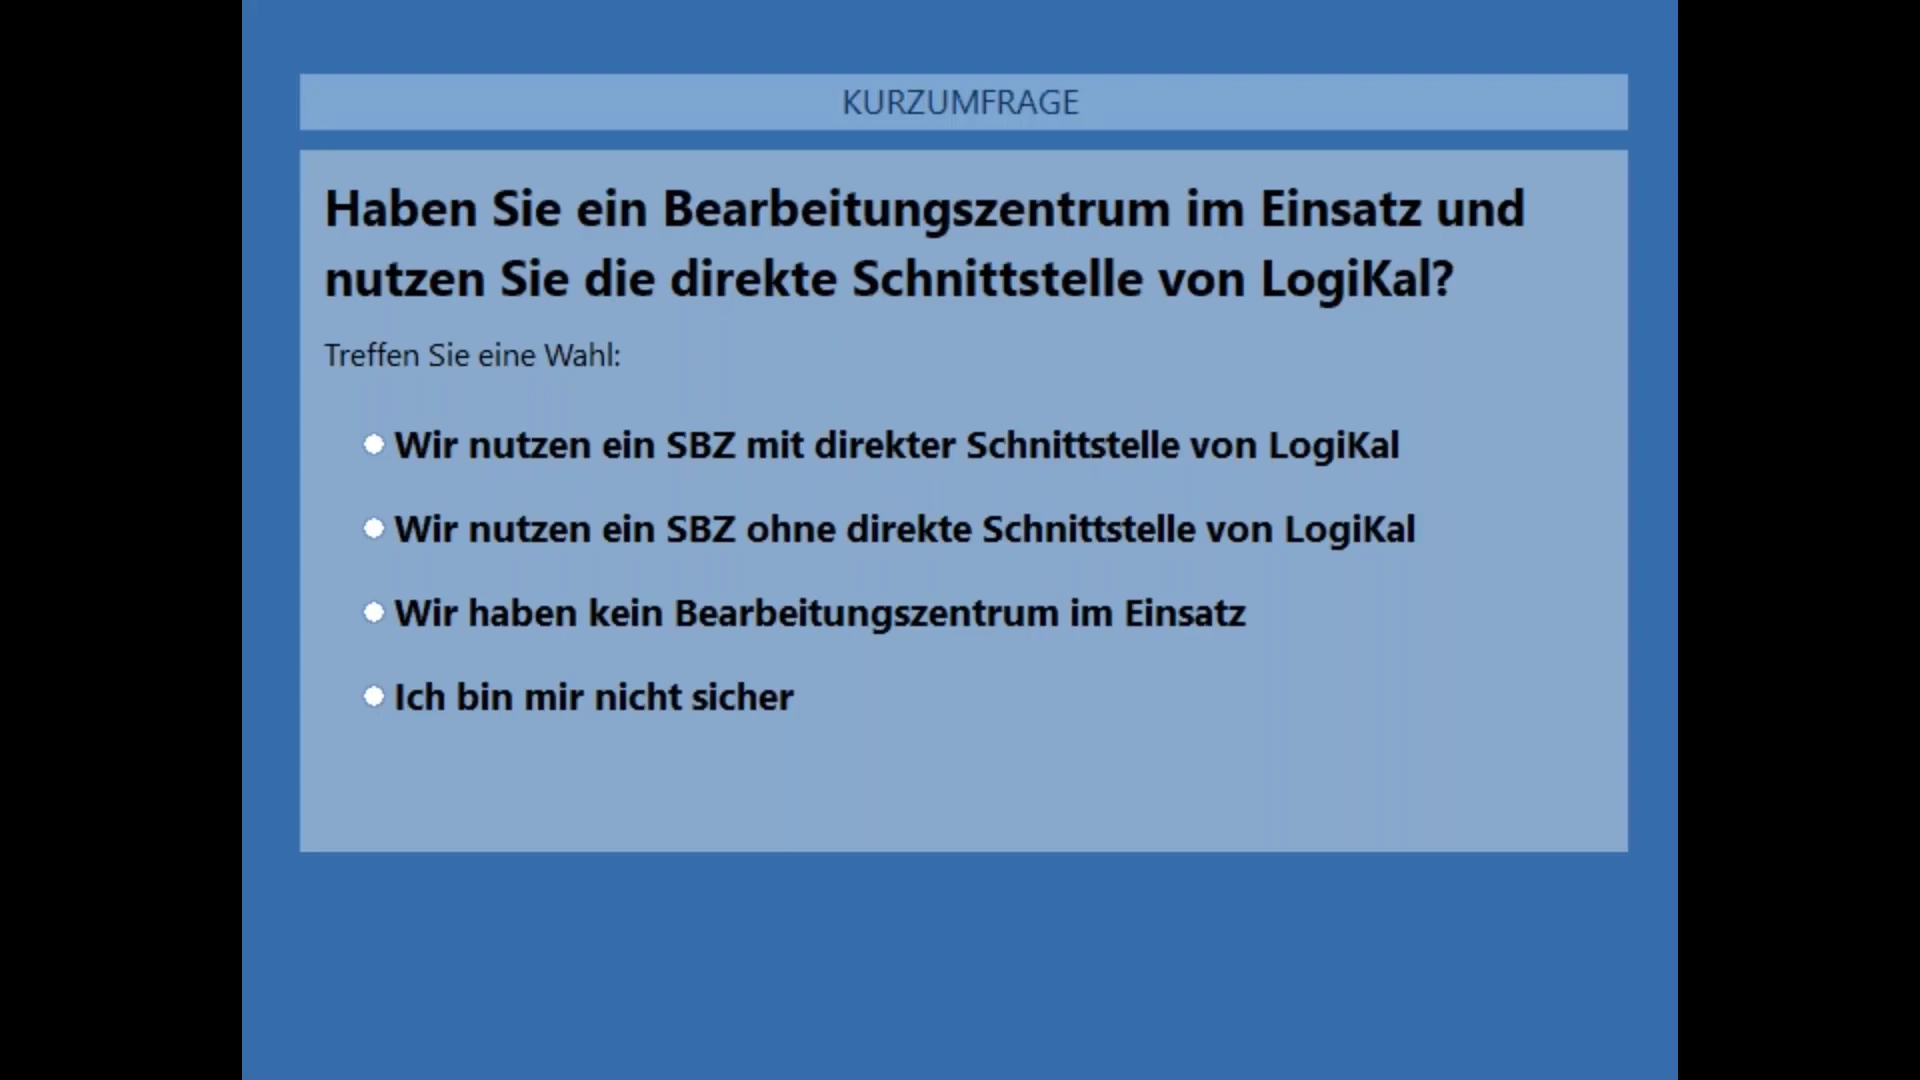 KURZUMFRAGE
Haben Sie ein Bearbeitungszentrum im Einsatz und
nutzen Sie die direkte Schnittstelle von LogiKal?
Treffen Sie eine Wahl:
Wir nutzen ein SBZ mit direkter Schnittstelle von LogiKal
Wir nutzen ein SBZ ohne direkte Schnittstelle von LogiKal
Wir haben kein Bearbeitungszentrum im Einsatz
Ich bin mir nicht sicher